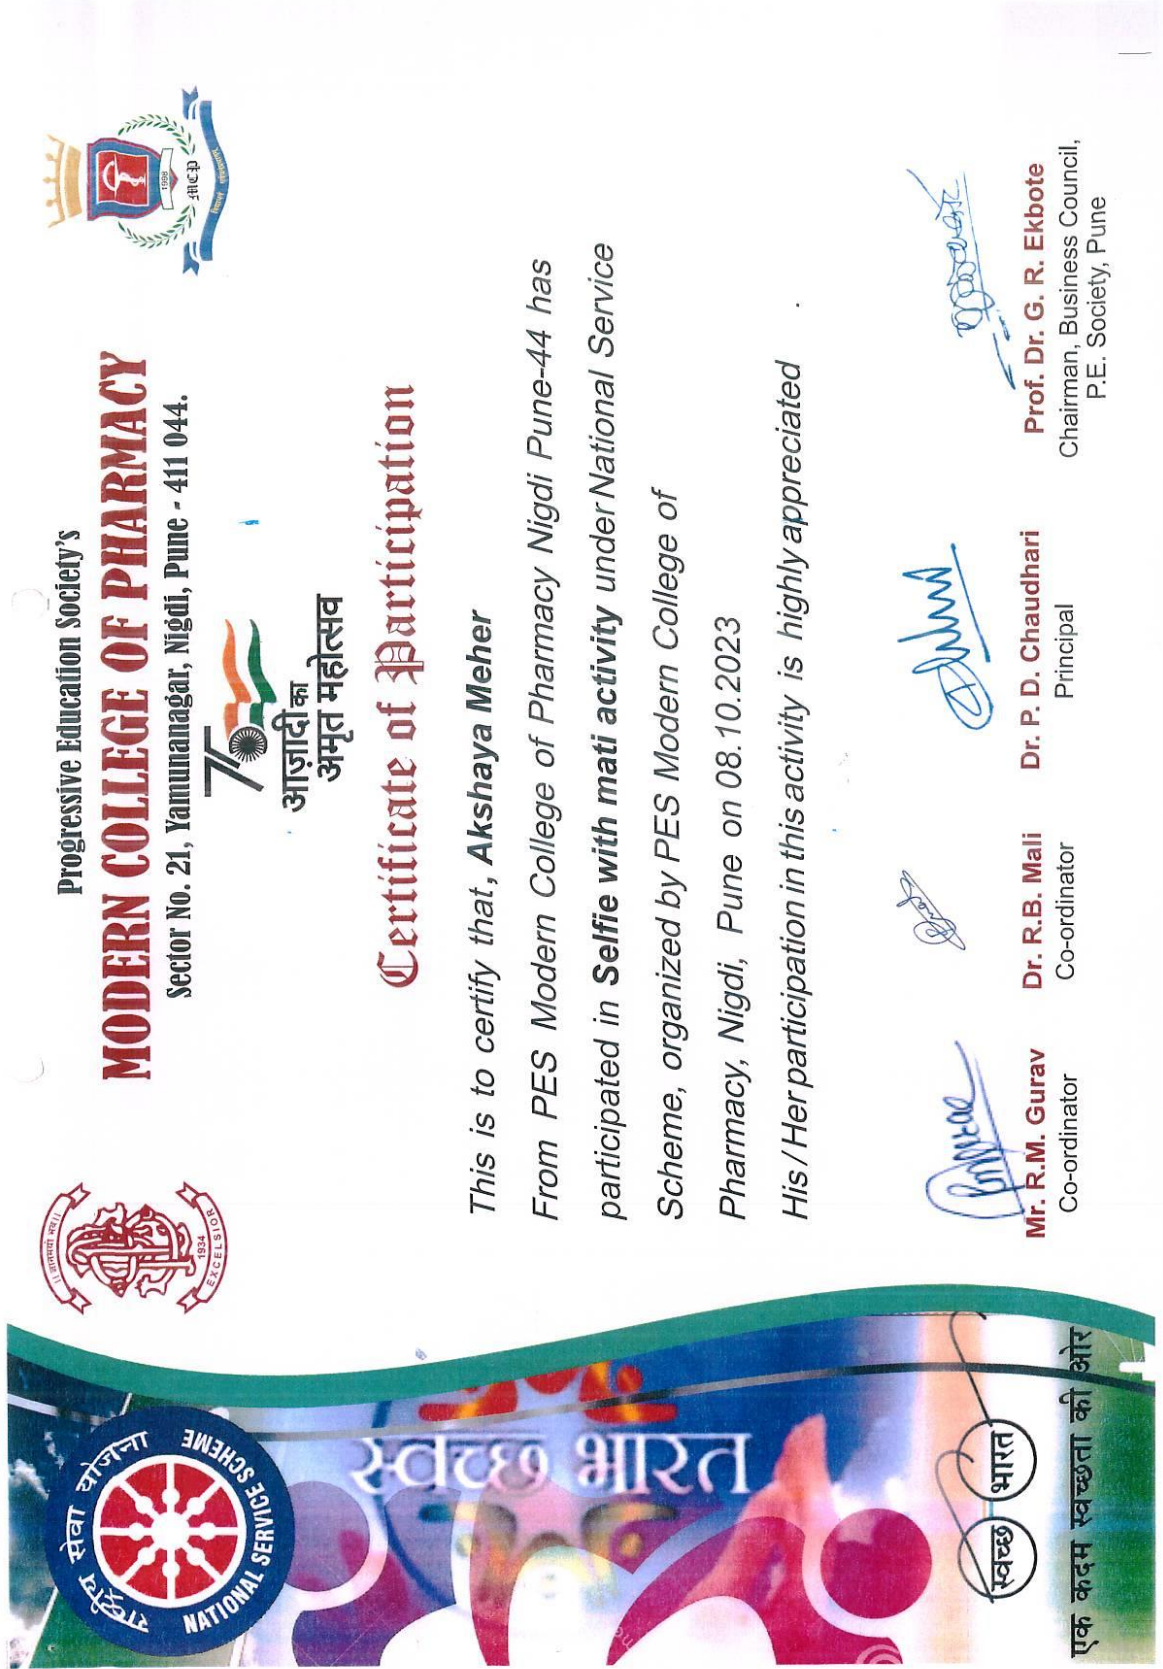 Progressive Education Society's
MODERN COLLEGE OF PHARMACY
Sector No. 21, Yamunanagar, Nigdi, Pune - 411 044.
।। ज्ञानमयो भव ।।
1934
EXCELSIOR
1998
MCP
75
आज़ादी का
अमृत महोत्सव
Certificate of Participation
This is to certify that, Akshaya Meher
From PES Modern College of Pharmacy Nigdi Pune-44 has
participated in Selfie with mati activity under National Service
Scheme, organized by PES Modern College of
Pharmacy, Nigdi, Pune on 08.10.2023
His / Her participation in this activity is highly appreciated .
Mr. R.M. Gurav
Co-ordinator
Dr. R.B. Mali
Co-ordinator
Dr. P. D. Chaudhari
Principal
Prof. Dr. G. R. Ekbote
Chairman, Business Council,
P.E. Society, Pune
राष्ट्रीय सेवा योजना
NATIONAL SERVICE SCHEME
स्वच्छ भारत
स्वच्छ भारत
एक कदम स्वच्छता की ओर